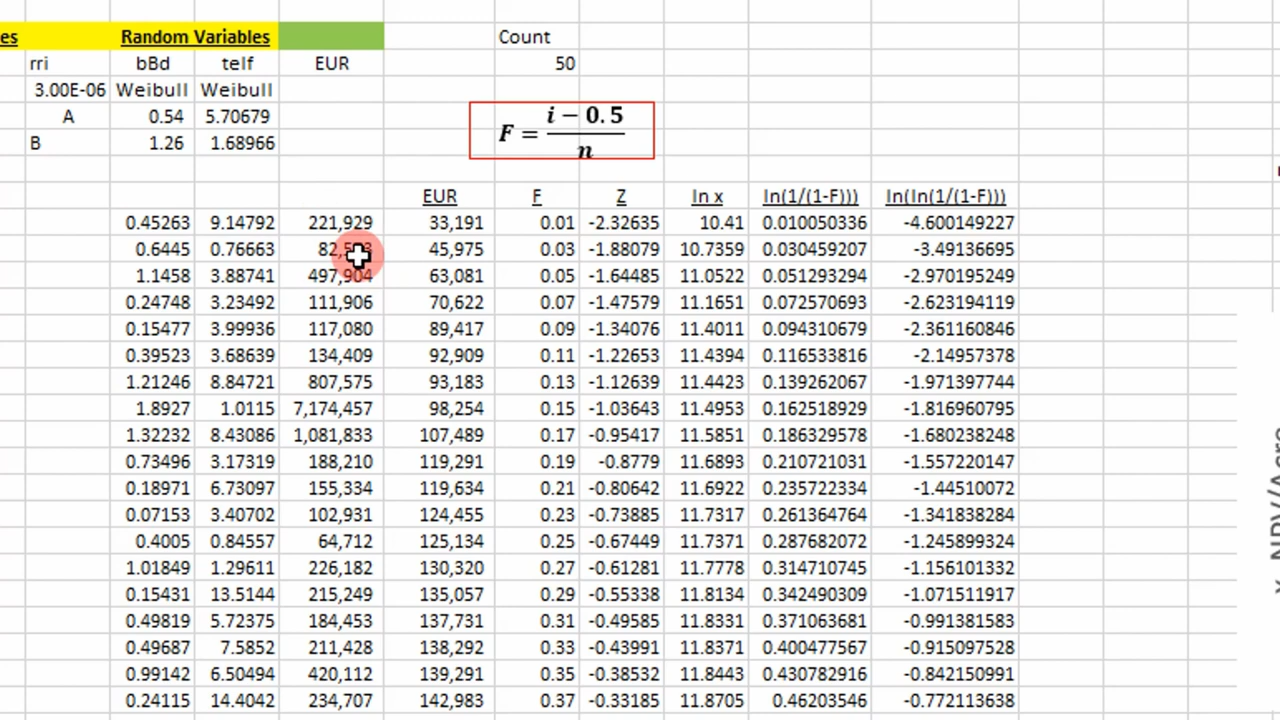 es Random Variables Count
rri bBd telf EUR 50
3.00E-06 Weibull Weibull
A 0.54 5.70679
B 1.26 1.68966
F = i − 0.5 / n
EUR F Z ln x ln(1/(1-F))) ln(ln(1/(1-F)))
0.45263 9.14792 221,929 33,191 0.01 -2.32635 10.41 0.010050336 -4.600149227
0.6445 0.76663 45,975 0.03 -1.88079 10.7359 0.030459207 -3.49136695
1.1458 3.88741 497,904 63,081 0.05 -1.64485 11.0522 0.051293294 -2.970195249
0.24748 3.23492 111,906 70,622 0.07 -1.47579 11.1651 0.072570693 -2.623194119
0.15477 3.99936 117,080 89,417 0.09 -1.34076 11.4011 0.094310679 -2.361160846
0.39523 3.68639 134,409 92,909 0.11 -1.22653 11.4394 0.116533816 -2.14957378
1.21246 8.84721 807,575 93,183 0.13 -1.12639 11.4423 0.139262067 -1.971397744
1.8927 1.0115 7,174,457 98,254 0.15 -1.03643 11.4953 0.162518929 -1.816960795
1.32232 8.43086 1,081,833 107,489 0.17 -0.95417 11.5851 0.186329578 -1.680238248
0.73496 3.17319 188,210 119,291 0.19 -0.8779 11.6893 0.210721031 -1.557220147
0.18971 6.73097 155,334 119,634 0.21 -0.80642 11.6922 0.235722334 -1.44510072
0.07153 3.40702 102,931 124,455 0.23 -0.73885 11.7317 0.261364764 -1.341838284
0.4005 0.84557 64,712 125,134 0.25 -0.67449 11.7371 0.287682072 -1.245899324
1.01849 1.29611 226,182 130,320 0.27 -0.61281 11.7778 0.314710745 -1.156101332
0.15431 13.5144 215,249 135,057 0.29 -0.55338 11.8134 0.342490309 -1.071511917
0.49819 5.72375 184,453 137,731 0.31 -0.49585 11.8331 0.371063681 -0.991381583
0.49687 7.5852 211,428 138,292 0.33 -0.43991 11.8371 0.400477567 -0.915097528
0.99142 6.50494 420,112 139,291 0.35 -0.38532 11.8443 0.430782916 -0.842150991
0.24115 14.4042 234,707 142,983 0.37 -0.33185 11.8705 0.46203546 -0.772113638
x NPV/Acre